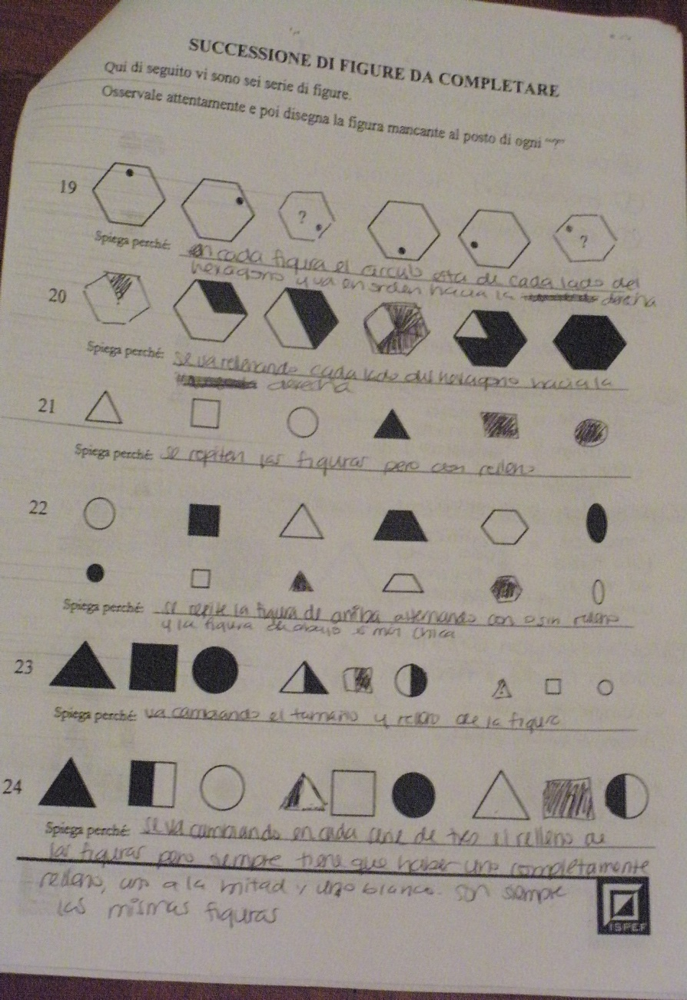 SUCCESSIONE DI FIGURE DA COMPLETARE
Qui di seguito vi sono sei serie di figure.
Osservale attentamente e poi disegna la figura mancante al posto di ogni "?"
19
? ?
Spiega perché: en cada figura el circulo esta de cada lado del
hexagono y va en orden hacia la derecha
20
Spiega perché: se va rellenando cada lado del hexagono hacia la
derecha
21
Spiega perché: se repiten las figuras pero con relleno
22
Spiega perché: se repite la figura de arriba alternando con o sin relleno
y la figura de abajo es mas chica
23
Spiega perché: va cambiando el tamaño y relleno de la figura
24
Spiega perché: se va cambiando en cada serie de tres el relleno de
las figuras pero siempre tiene que haber uno completamente
relleno, uno a la mitad y uno blanco. son siempre
las mismas figuras
ISPEF